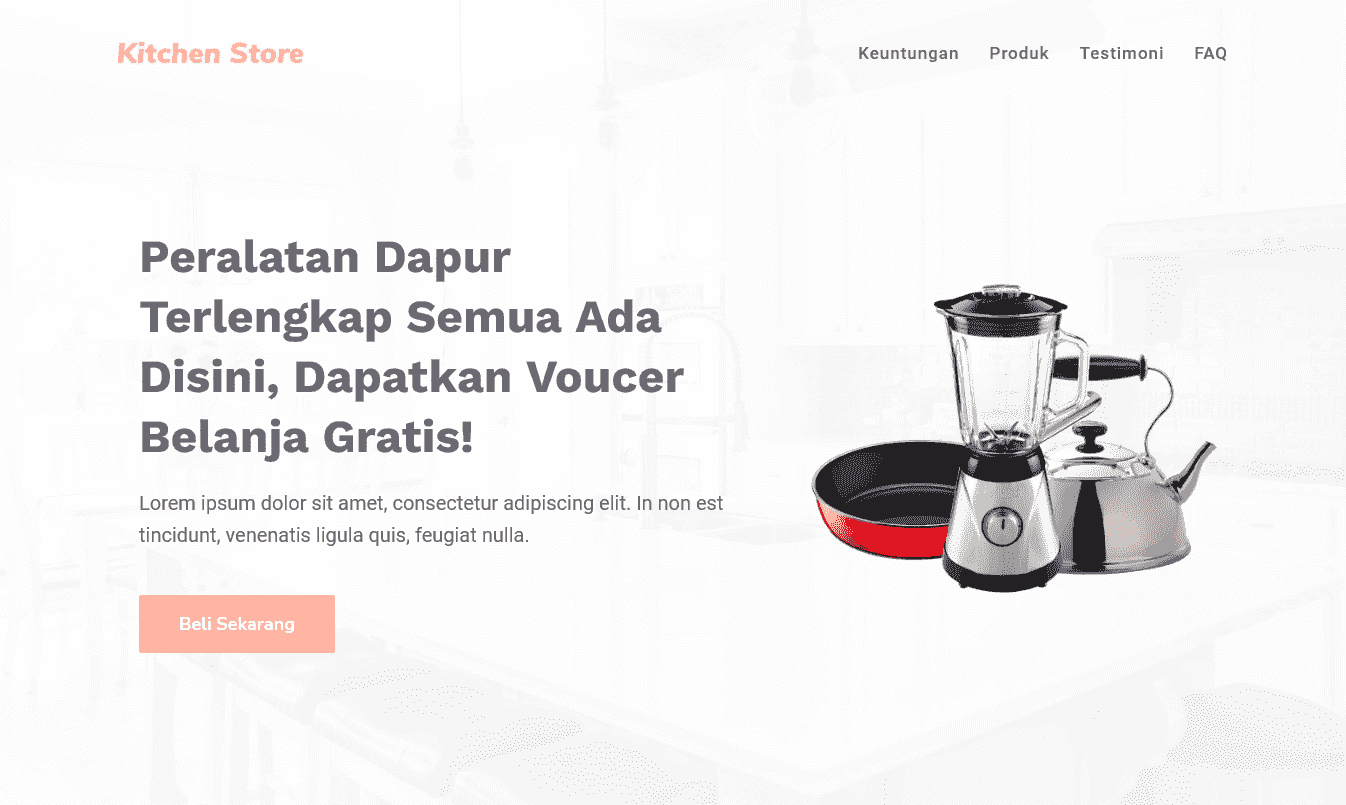 Kitchen Store
Keuntungan Produk Testimoni FAQ
Peralatan Dapur
Terlengkap Semua Ada
Disini, Dapatkan Voucer
Belanja Gratis!
Lorem ipsum dolor sit amet, consectetur adipiscing elit. In non est
tincidunt, venenatis ligula quis, feugiat nulla.
Beli Sekarang